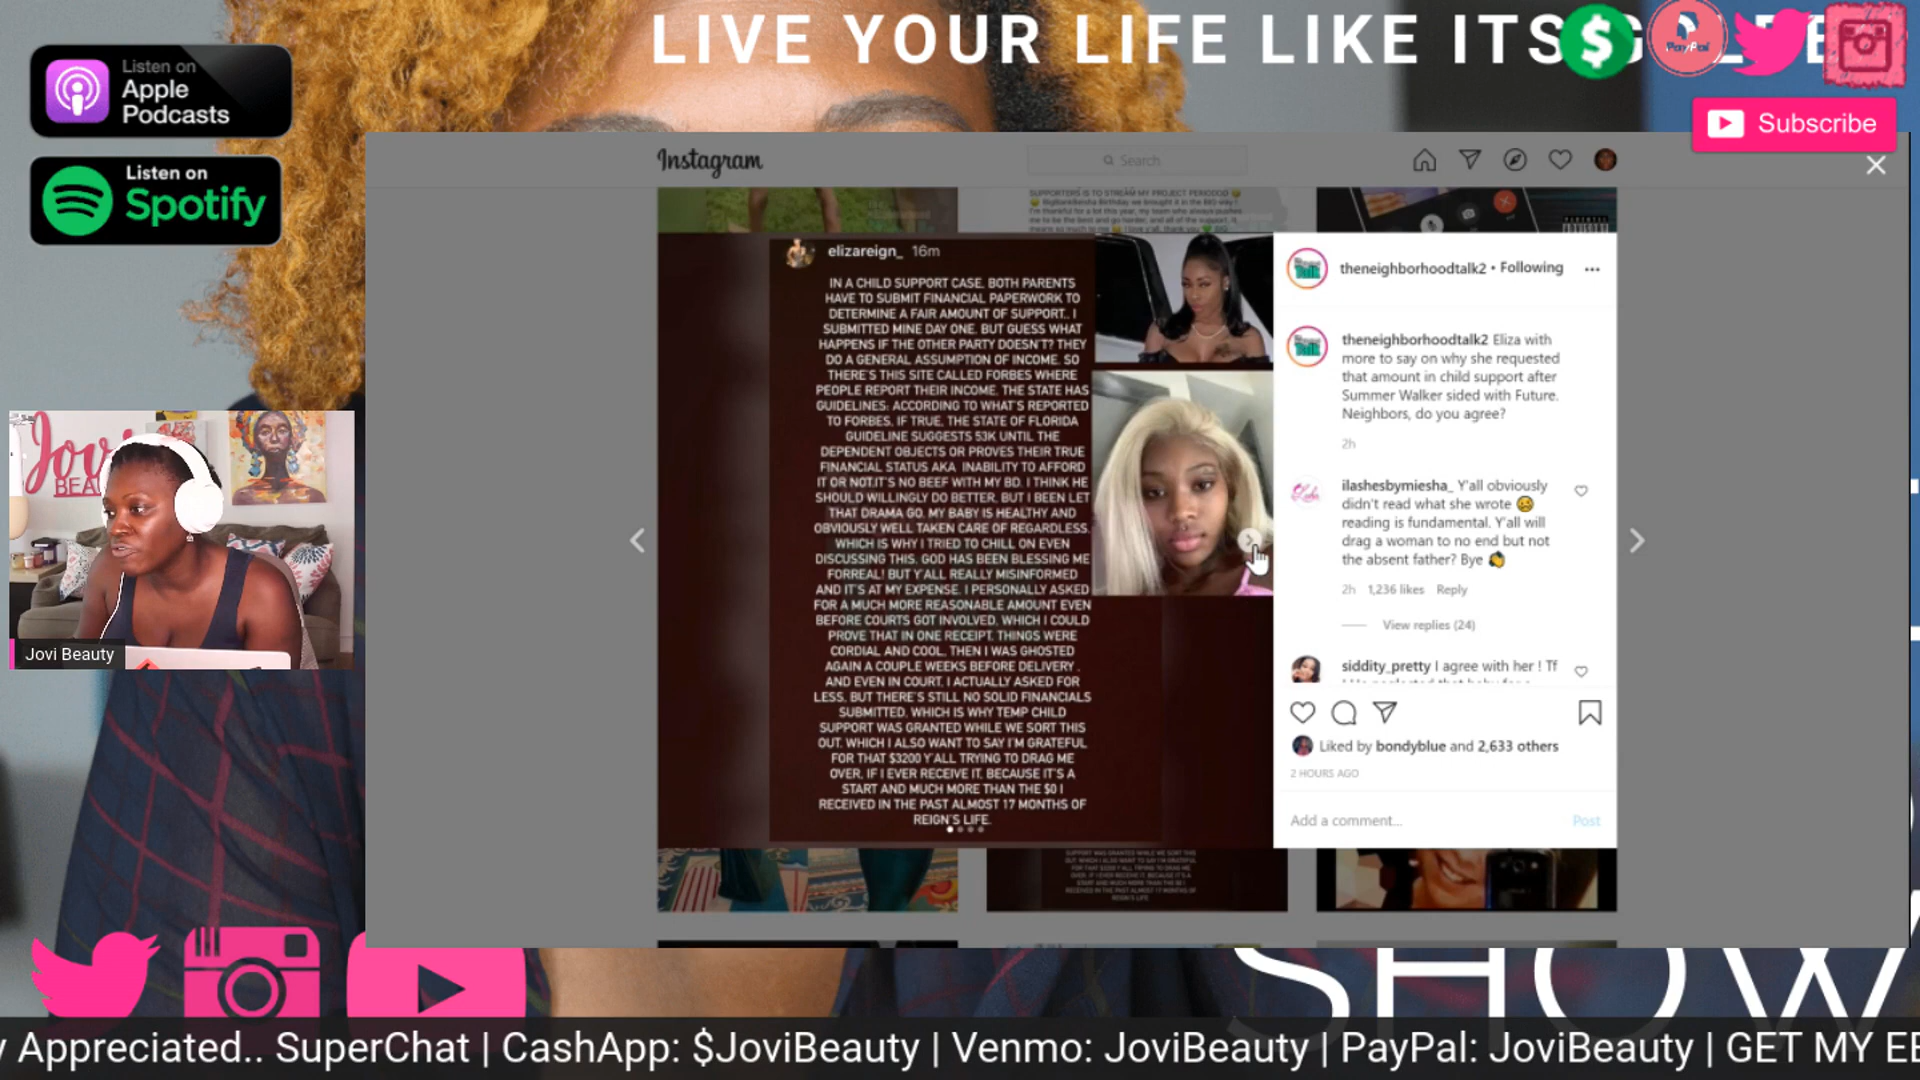 LIVE YOUR LIFE LIKE ITS
PayPal
Listen on
Apple
Podcasts
Listen on
Spotify
Subscribe
Instagram
Search
SUPPORTERS IS TO STREAM MY PROJECT PERIODOD
elizareign_ 16m
IN A CHILD SUPPORT CASE, BOTH PARENTS
HAVE TO SUBMIT FINANCIAL PAPERWORK TO
DETERMINE A FAIR AMOUNT OF SUPPORT.. I
SUBMITTED MINE DAY ONE. BUT GUESS WHAT
HAPPENS IF THE OTHER PARTY DOESN'T? THEY
DO A GENERAL ASSUMPTION OF INCOME. SO
THERE'S THIS SITE CALLED FORBES WHERE
PEOPLE REPORT THEIR INCOME. THE STATE HAS
GUIDELINES: ACCORDING TO WHAT'S REPORTED
TO FORBES, IF TRUE, THE STATE OF FLORIDA
GUIDELINE SUGGESTS 53K UNTIL THE
DEPENDENT OBJECTS OR PROVES THEIR TRUE
FINANCIAL STATUS AKA INABILITY TO AFFORD
IT OR NOT.IT'S NO BEEF WITH MY BD. I THINK HE
SHOULD WILLINGLY DO BETTER, BUT I BEEN LET
THAT DRAMA GO. MY BABY IS HEALTHY AND
OBVIOUSLY WELL TAKEN CARE OF REGARDLESS.
WHICH IS WHY I TRIED TO CHILL ON EVEN
DISCUSSING THIS. GOD HAS BEEN BLESSING ME
FORREAL! BUT Y'ALL REALLY MISINFORMED
AND IT'S AT MY EXPENSE. I PERSONALLY ASKED
FOR A MUCH MORE REASONABLE AMOUNT EVEN
BEFORE COURTS GOT INVOLVED, WHICH I COULD
PROVE THAT IN ONE RECEIPT. THINGS WERE
CORDIAL AND COOL, THEN I WAS GHOSTED
AGAIN A COUPLE WEEKS BEFORE DELIVERY .
AND EVEN IN COURT, I ACTUALLY ASKED FOR
LESS, BUT THERE'S STILL NO SOLID FINANCIALS
SUBMITTED, WHICH IS WHY TEMP CHILD
SUPPORT WAS GRANTED WHILE WE SORT THIS
OUT. WHICH I ALSO WANT TO SAY I'M GRATEFUL
FOR THAT $3200 Y'ALL TRYING TO DRAG ME
OVER, IF I EVER RECEIVE IT, BECAUSE IT'S A
START AND MUCH MORE THAN THE $0 I
RECEIVED IN THE PAST ALMOST 17 MONTHS OF
REIGN'S LIFE.
theneighborhoodtalk2 • Following
Talk
theneighborhoodtalk2 Eliza with
more to say on why she requested
that amount in child support after
Summer Walker sided with Future.
Neighbors, do you agree?
2h
ilashesbymiesha_ Y'all obviously
didn't read what she wrote 😢
reading is fundamental. Y'all will
drag a woman to no end but not
the absent father? Bye 👏
2h 1,236 likes Reply
View replies (24)
siddity_pretty I agree with her ! Tf
Liked by bondyblue and 2,633 others
2 HOURS AGO
Add a comment...
Post
Jovi Beauty
SHOW
Appreciated.. SuperChat | CashApp: $JoviBeauty | Venmo: JoviBeauty | PayPal: JoviBeauty | GET MY